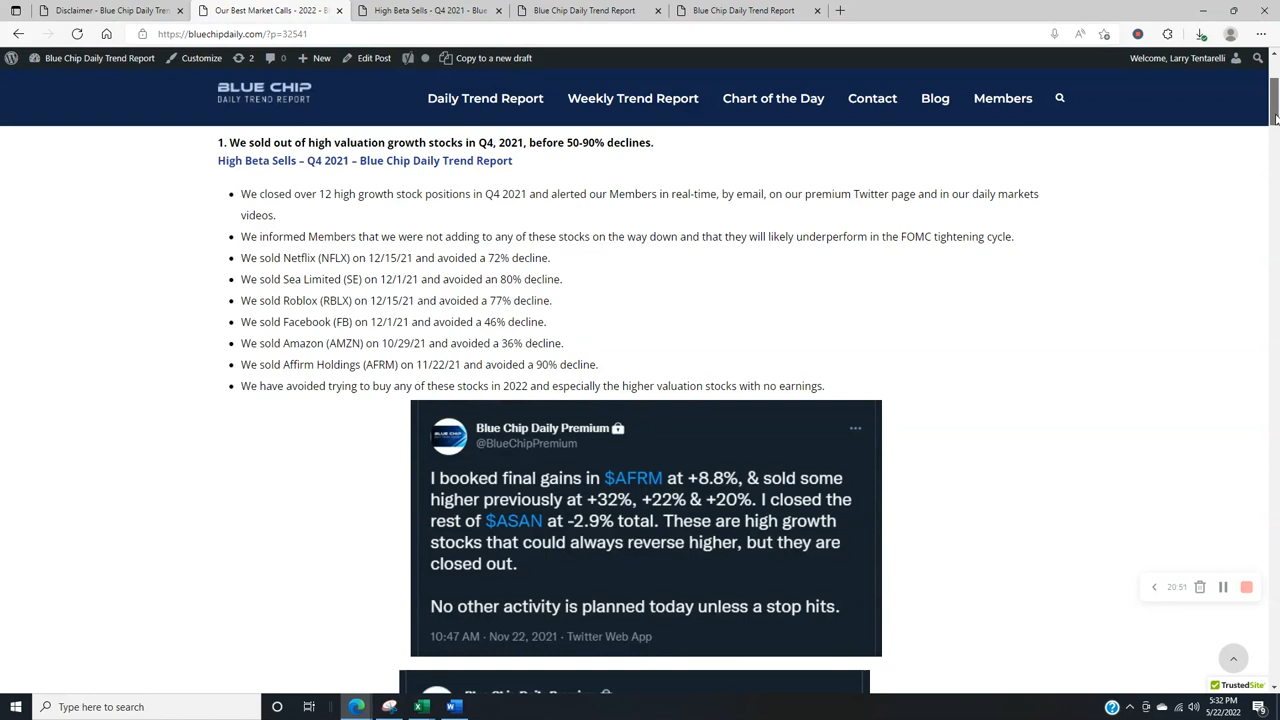 Disclaimer - Blue Chip Daily Tren
Our Best Market Calls - 2022 - B
High Beta Sells - Q4 2021 - Blue
Blue Chip Daily Trend Report
Blue Chip Daily Trend Report
https://bluechipdaily.com/?p=32541
Blue Chip Daily Trend Report
Customize
2
0
New
Edit Post
Copy to a new draft
Welcome, Larry Tentarelli
BLUE CHIP
DAILY TREND REPORT
Daily Trend Report
Weekly Trend Report
Chart of the Day
Contact
Blog
Members
1. We sold out of high valuation growth stocks in Q4, 2021, before 50-90% declines.
High Beta Sells – Q4 2021 – Blue Chip Daily Trend Report
We closed over 12 high growth stock positions in Q4 2021 and alerted our Members in real-time, by email, on our premium Twitter page and in our daily markets
videos.
We informed Members that we were not adding to any of these stocks on the way down and that they will likely underperform in the FOMC tightening cycle.
We sold Netflix (NFLX) on 12/15/21 and avoided a 72% decline.
We sold Sea Limited (SE) on 12/1/21 and avoided an 80% decline.
We sold Roblox (RBLX) on 12/15/21 and avoided a 77% decline.
We sold Facebook (FB) on 12/1/21 and avoided a 46% decline.
We sold Amazon (AMZN) on 10/29/21 and avoided a 36% decline.
We sold Affirm Holdings (AFRM) on 11/22/21 and avoided a 90% decline.
We have avoided trying to buy any of these stocks in 2022 and especially the higher valuation stocks with no earnings.
Blue Chip Daily Premium
@BlueChipPremium
I booked final gains in $AFRM at +8.8%, & sold some
higher previously at +32%, +22% & +20%. I closed the
rest of $ASAN at -2.9% total. These are high growth
stocks that could always reverse higher, but they are
closed out.
No other activity is planned today unless a stop hits.
10:47 AM · Nov 22, 2021 · Twitter Web App
20:51
TrustedSite
Type here to search
5:32 PM
5/22/2022